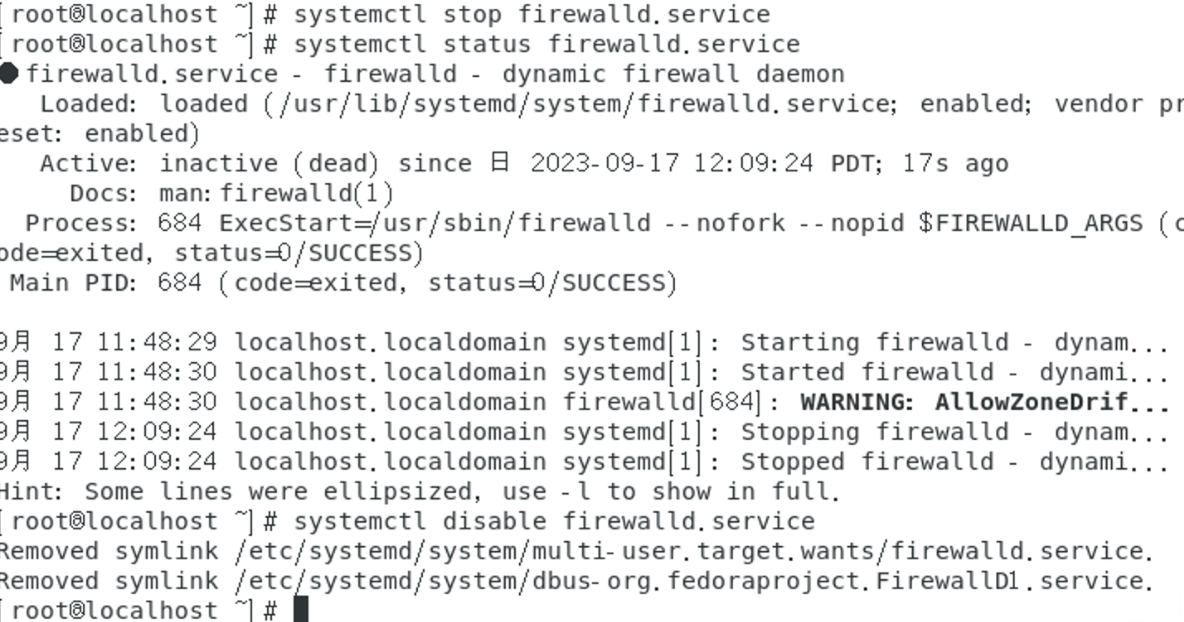 [root@localhost ~]# systemctl stop firewalld.service
[root@localhost ~]# systemctl status firewalld.service
● firewalld.service - firewalld - dynamic firewall daemon
Loaded: loaded (/usr/lib/systemd/system/firewalld.service; enabled; vendor pr
eset: enabled)
Active: inactive (dead) since 日 2023-09-17 12:09:24 PDT; 17s ago
Docs: man:firewalld(1)
Process: 684 ExecStart=/usr/sbin/firewalld --nofork --nopid $FIREWALLD_ARGS (c
ode=exited, status=0/SUCCESS)
Main PID: 684 (code=exited, status=0/SUCCESS)
9月 17 11:48:29 localhost.localdomain systemd[1]: Starting firewalld - dynam...
9月 17 11:48:30 localhost.localdomain systemd[1]: Started firewalld - dynami...
9月 17 11:48:30 localhost.localdomain firewalld[684]: WARNING: AllowZoneDrif...
9月 17 12:09:24 localhost.localdomain systemd[1]: Stopping firewalld - dynam...
9月 17 12:09:24 localhost.localdomain systemd[1]: Stopped firewalld - dynami...
Hint: Some lines were ellipsized, use -l to show in full.
[root@localhost ~]# systemctl disable firewalld.service
Removed symlink /etc/systemd/system/multi-user.target.wants/firewalld.service.
Removed symlink /etc/systemd/system/dbus-org.fedoraproject.FirewallD1.service.
[root@localhost ~]#